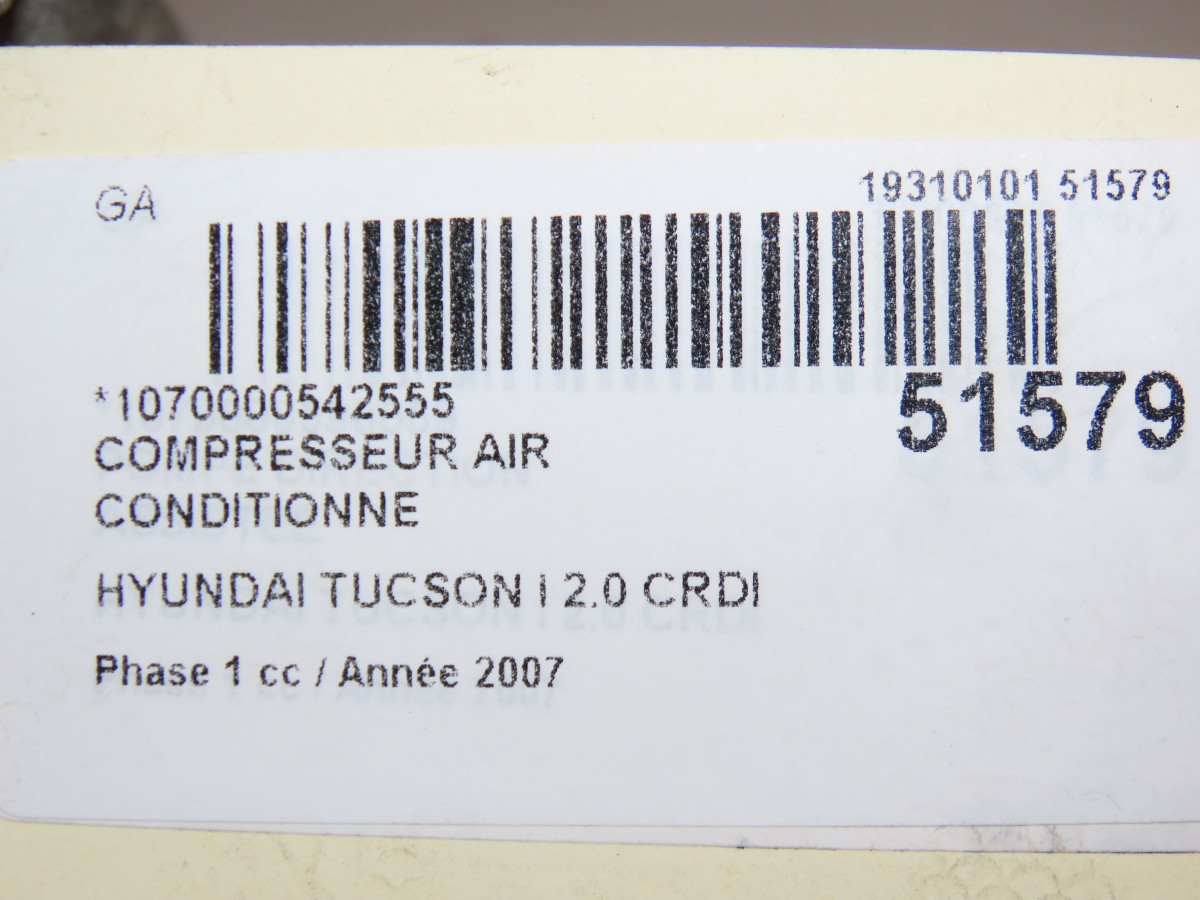 GA
19310101 51579
*1070000542555
51579
COMPRESSEUR AIR
CONDITIONNE
HYUNDAI TUCSON I 2.0 CRDI
Phase 1 cc / Année 2007